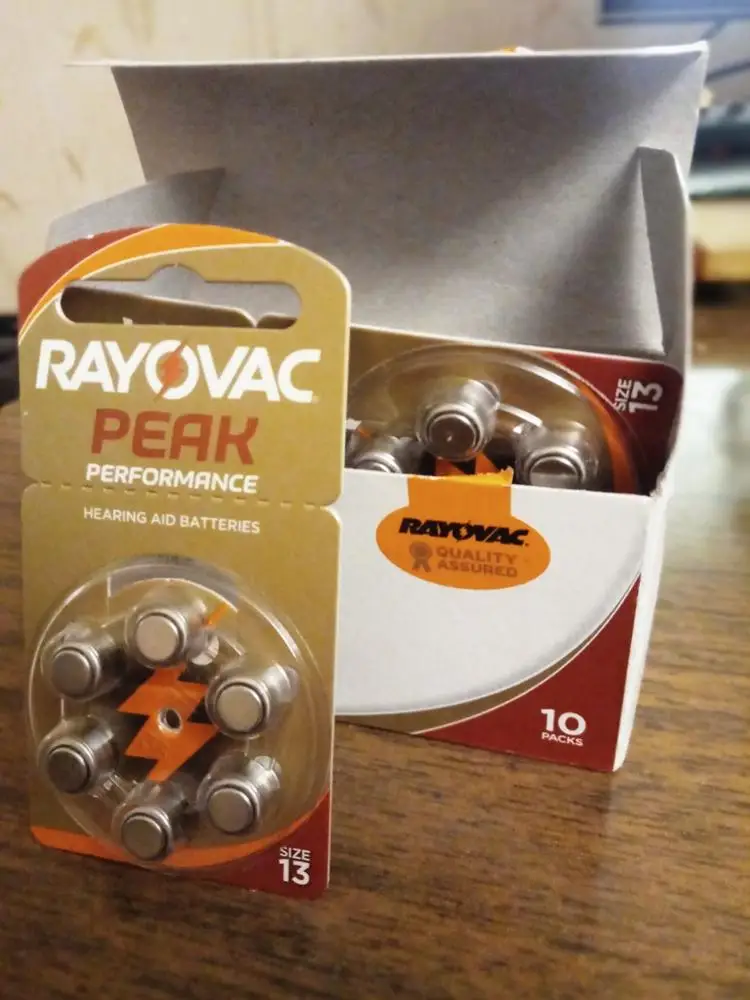 RAYOVAC
PEAK
PERFORMANCE
HEARING AID BATTERIES
SIZE
13
SIZE
13
RAYOVAC
QUALITY
ASSURED
10
PACKS